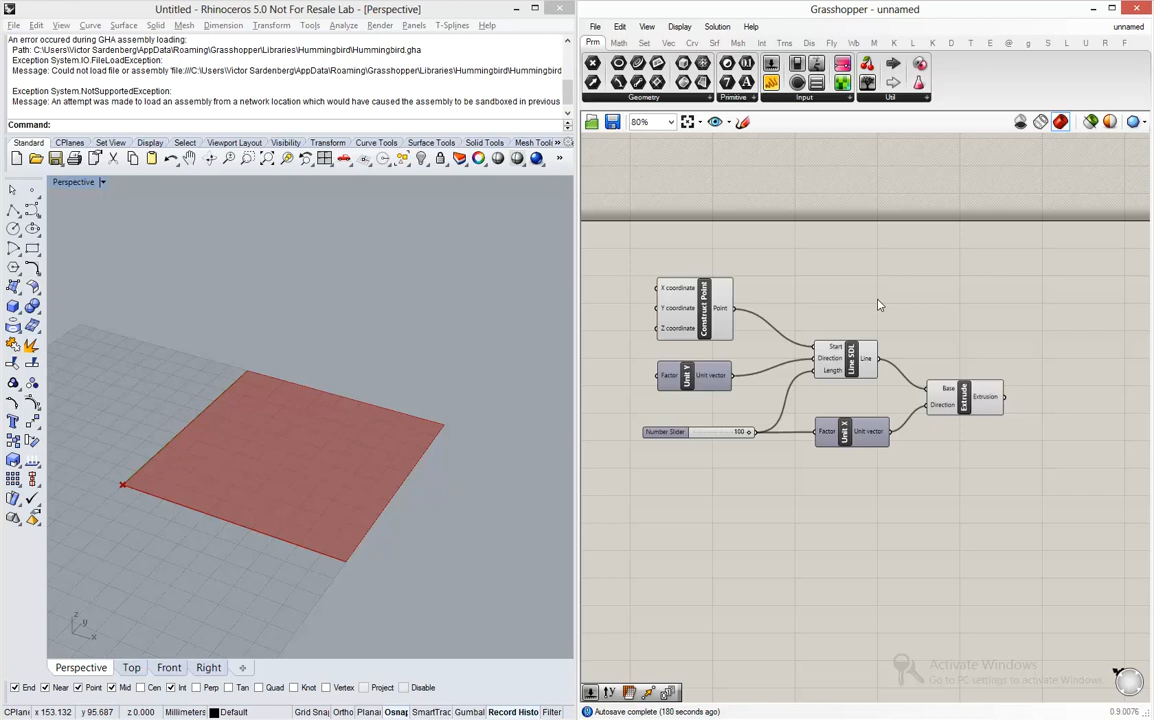 Untitled - Rhinoceros 5.0 Not For Resale Lab - [Perspective]
File Edit View Curve Surface Solid Mesh Dimension Transform Tools Analyze Render Panels T-Splines Help
An error occured during GHA assembly loading:
Path: C:\Users\Victor Sardenberg\AppData\Roaming\Grasshopper\Libraries\Hummingbird\Hummingbird.gha
Exception System.IO.FileLoadException:
Message: Could not load file or assembly 'file:///C:\Users\Victor Sardenberg\AppData\Roaming\Grasshopper\Libraries\Hummingbird\Hummingbird
Exception System.NotSupportedException:
Message: An attempt was made to load an assembly from a network location which would have caused the assembly to be sandboxed in previous
Command:
Standard CPlanes Set View Display Select Viewport Layout Visibility Transform Curve Tools Surface Tools Solid Tools Mesh Tools
Perspective
z
y
x
Perspective Top Front Right
End Near Point Mid Cen Int Perp Tan Quad Knot Vertex Project Disable
CPlane x 153.132 y 95.687 z 0.000 Millimeters Default Grid Snap Ortho Planar Osnap SmartTrac Gumbal Record Histo Filter
Grasshopper - unnamed
File Edit View Display Solution Help unnamed
Prm Math Set Vec Crv Srf Msh Int Trns Dis Fly Wb M L K L D E @ g H S L U R F
Geometry Primitive Input Util
80%
X coordinate
Y coordinate
Z coordinate
Construct Point
Point
Factor Unit Y Unit vector
Number Slider 100
Start
Direction
Length
Line SDL
Line
Factor Unit X Unit vector
Base
Direction
Extrude
Extrusion
Activate Windows
Go to PC settings to activate Windows.
Autosave complete (180 seconds ago)
0.9.0076